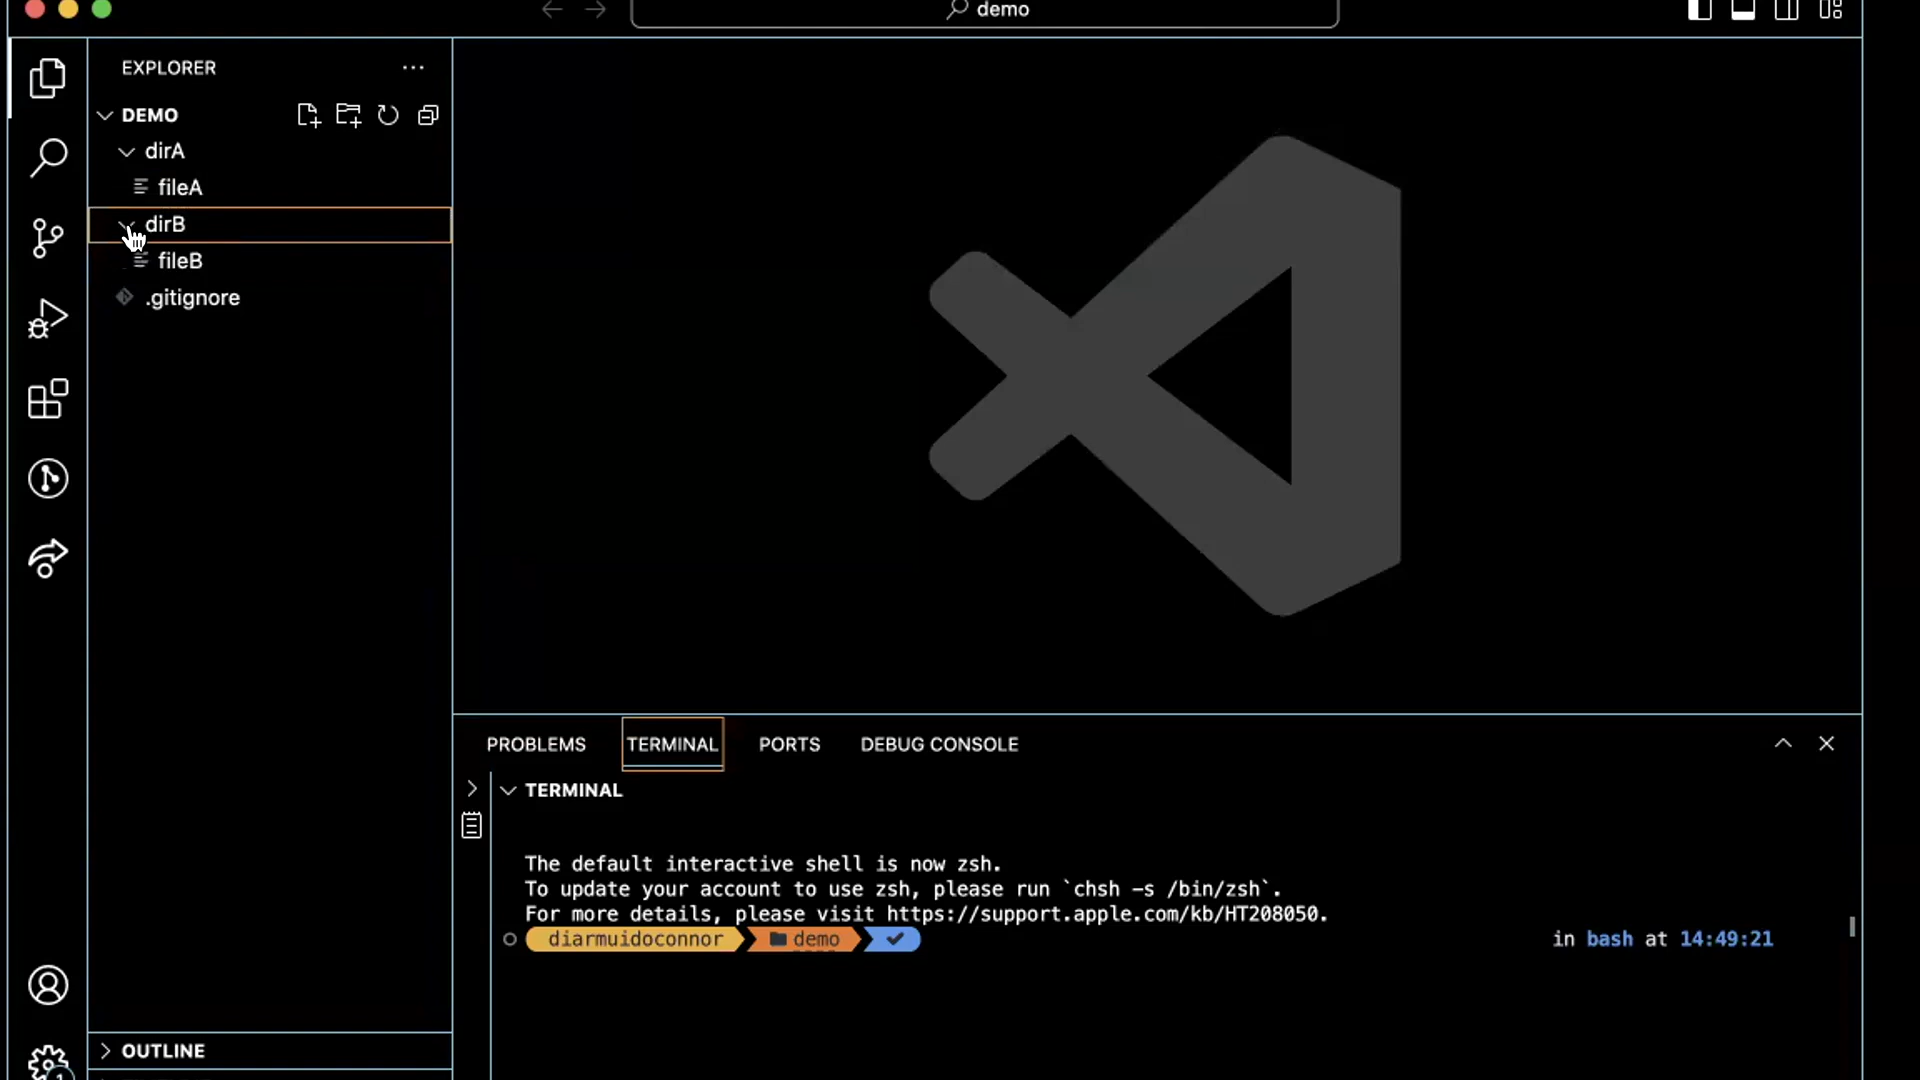 demo
EXPLORER
DEMO
dirA
fileA
dirB
fileB
.gitignore
PROBLEMS
TERMINAL
PORTS
DEBUG CONSOLE
TERMINAL
The default interactive shell is now zsh.
To update your account to use zsh, please run `chsh -s /bin/zsh`.
For more details, please visit https://support.apple.com/kb/HT208050.
diarmuidoconnor demo in bash at 14:49:21
OUTLINE
1